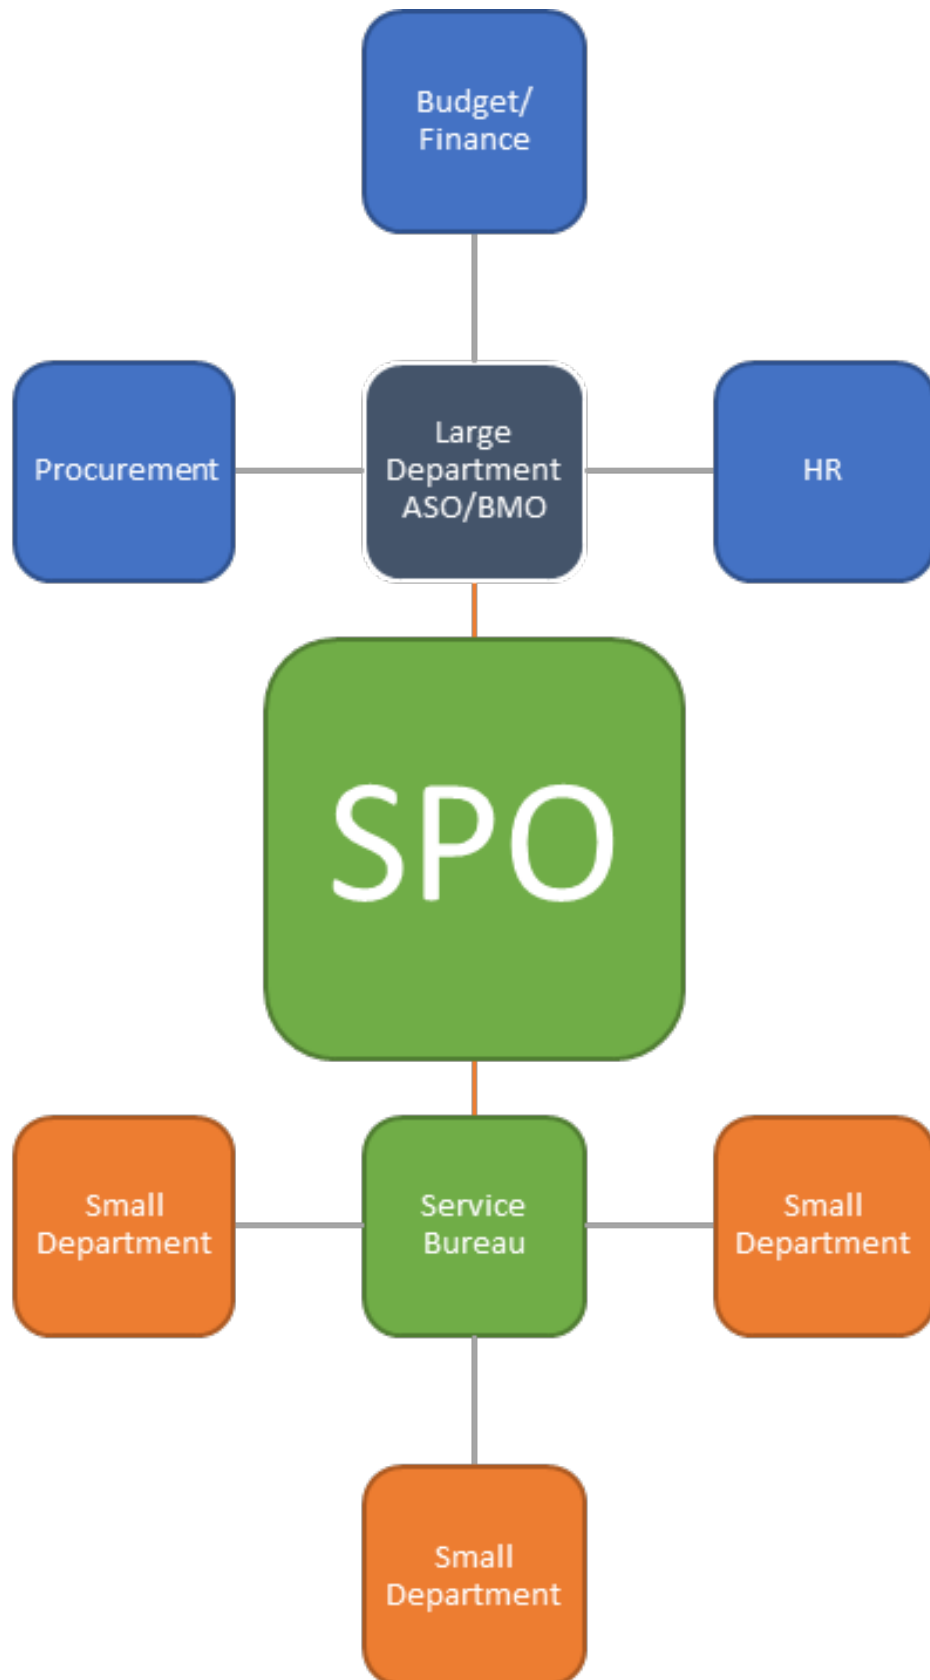 Budget/
Finance
Procurement
Large
Department
ASO/BMO
HR
SPO
Small
Department
Service
Bureau
Small
Department
Small
Department